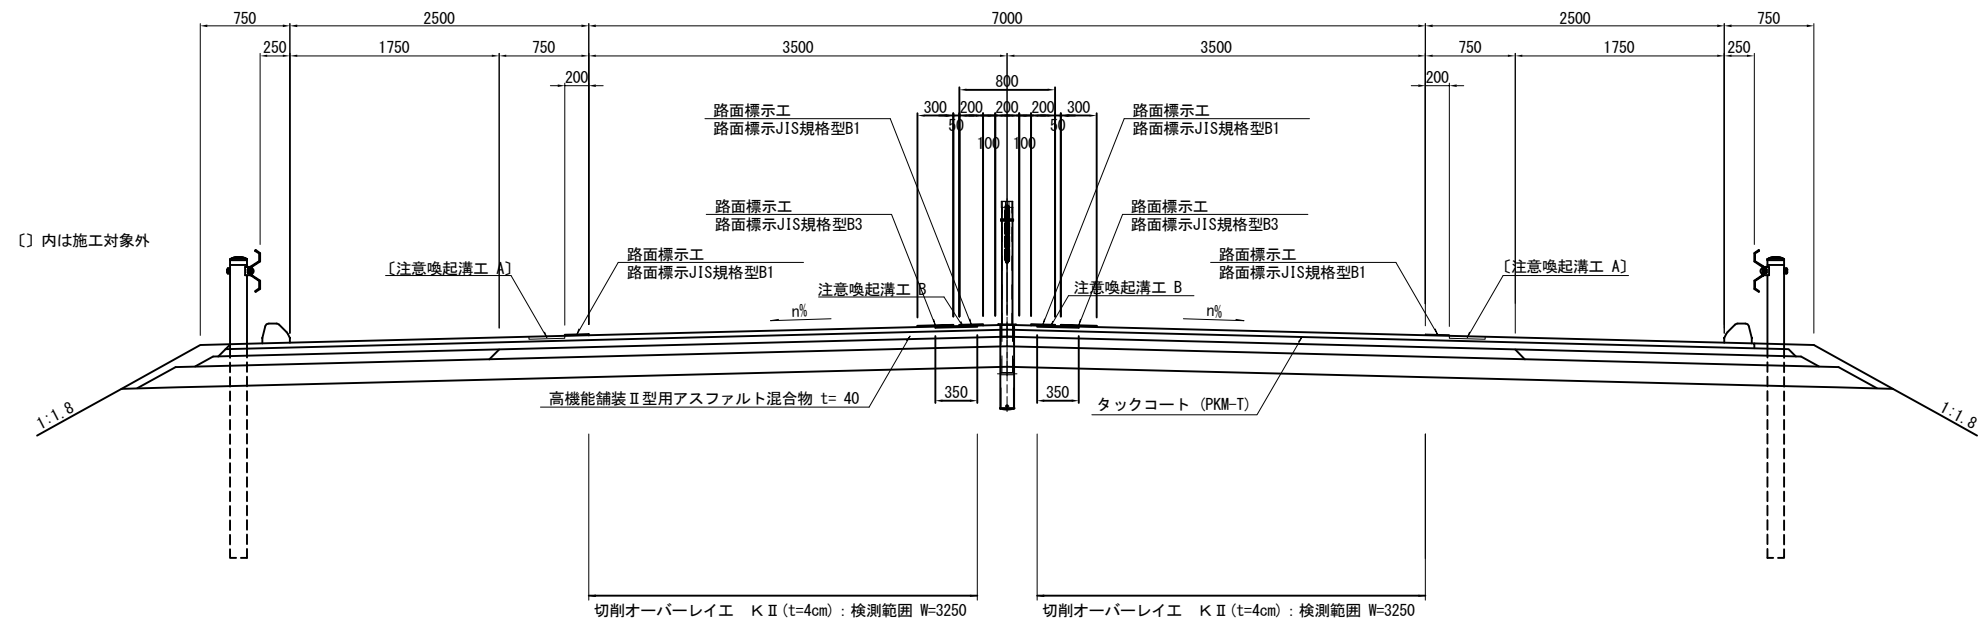 750 2500 7000 2500 750
250 1750 750 3500 3500 750 1750 250
200 800 200
300 200 200 200 300
50 50
100 100
路面標示工
路面標示JIS規格型B1
路面標示工
路面標示JIS規格型B1
路面標示工
路面標示JIS規格型B3
路面標示工
路面標示JIS規格型B3
〔〕内は施工対象外
〔注意喚起溝工 A〕
路面標示工
路面標示JIS規格型B1
路面標示工
路面標示JIS規格型B1
〔注意喚起溝工 A〕
注意喚起溝工 B
注意喚起溝工 B
n%
n%
350 350
高機能舗装Ⅱ型用アスファルト混合物 t= 40
タックコート (PKM-T)
1:1.8
1:1.8
切削オーバーレイ工 KⅡ(t=4cm) : 検測範囲 W=3250
切削オーバーレイ工 KⅡ(t=4cm) : 検測範囲 W=3250